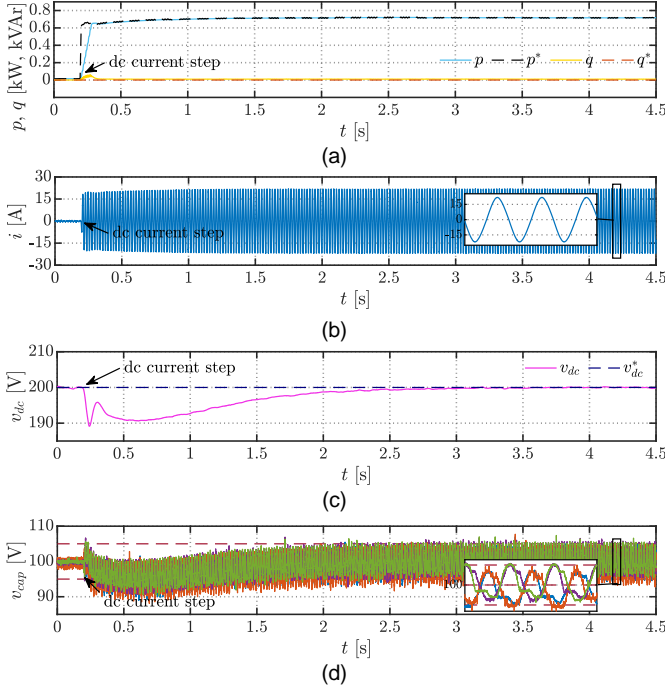 0.8
0.6
0.4
0.2
0
p, q [kW, kVAr]
dc current step
p p* q q*
0 0.5 1 1.5 2 2.5 3 3.5 4 4.5
t [s]
(a)
30
15
0
-15
-30
i [A]
dc current step
15
0
-15
0 0.5 1 1.5 2 2.5 3 3.5 4 4.5
t [s]
(b)
210
200
190
v_dc [V]
dc current step
v_dc v*_dc
0 0.5 1 1.5 2 2.5 3 3.5 4 4.5
t [s]
(c)
110
100
90
v_cap [V]
dc current step
100
0 0.5 1 1.5 2 2.5 3 3.5 4 4.5
t [s]
(d)